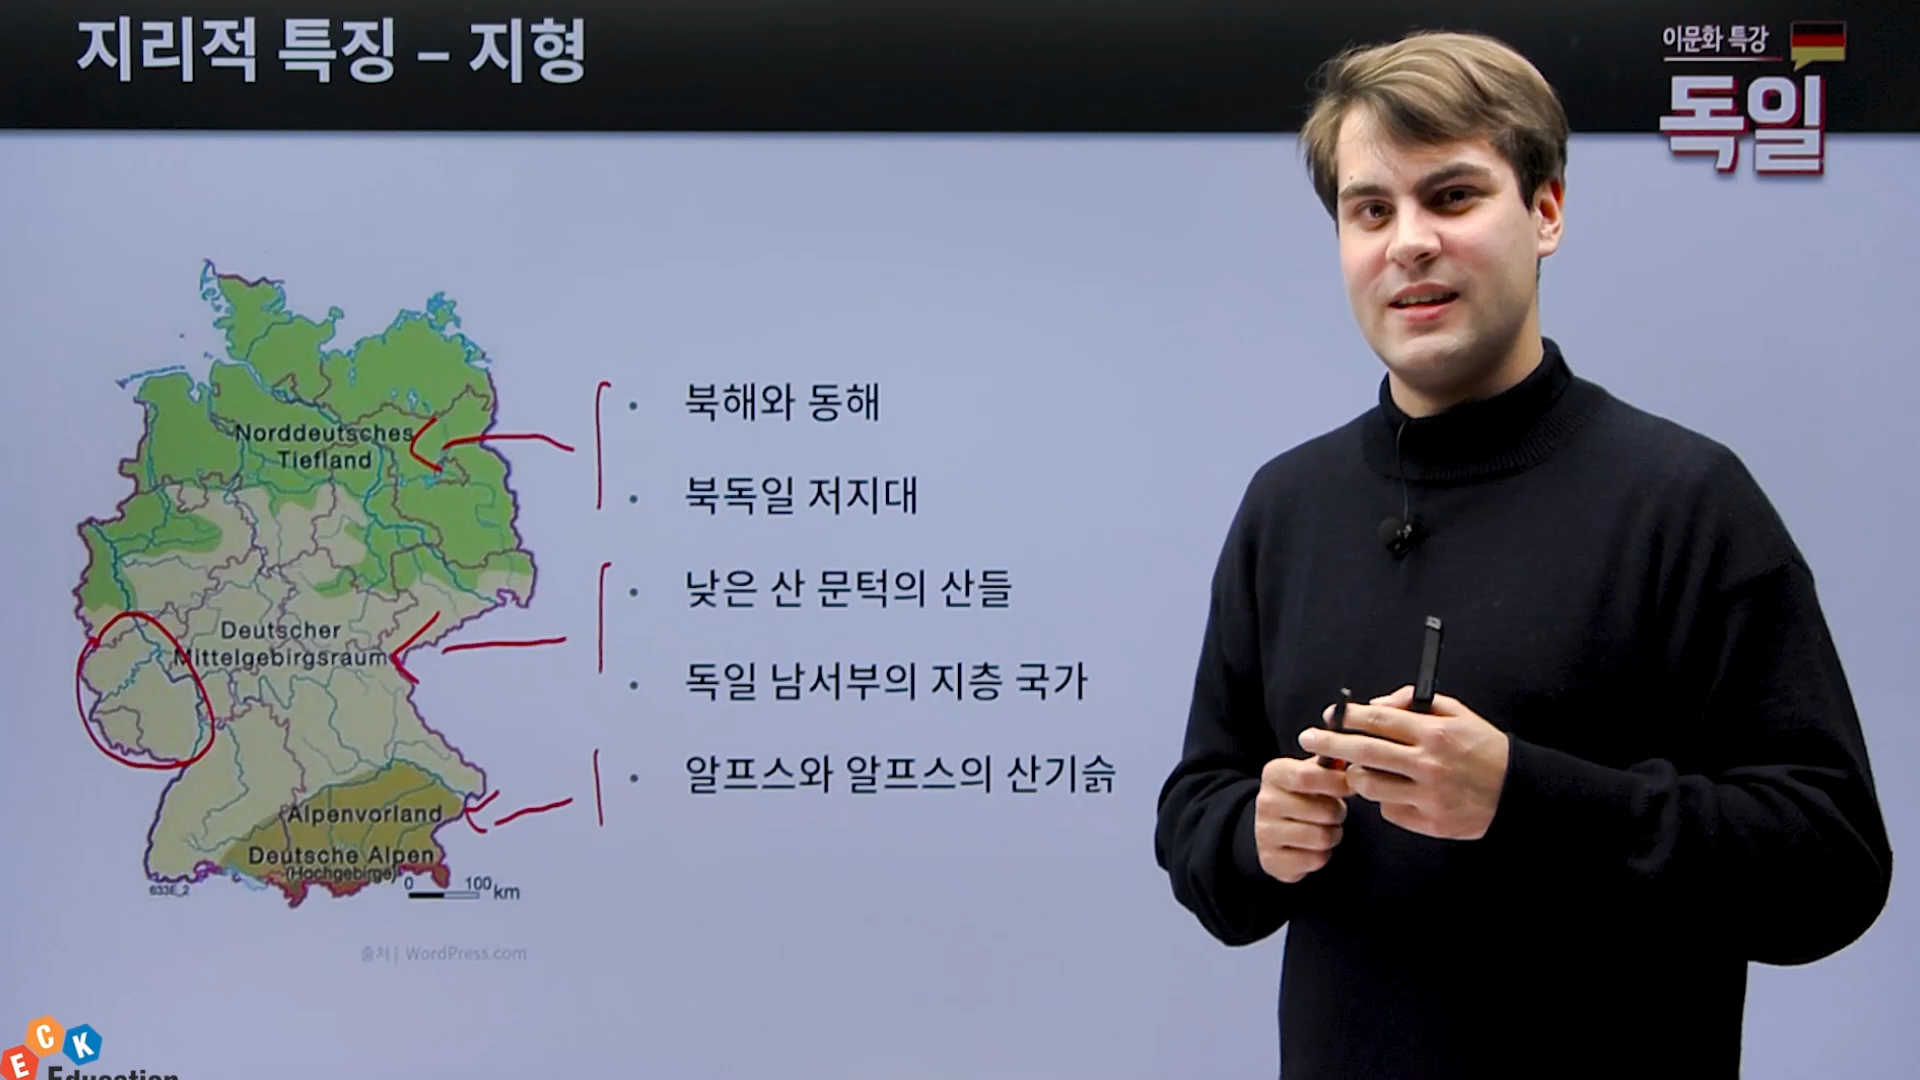 지리적 특징 – 지형
이문화 특강
독일
Norddeutsches
Tiefland
Deutscher
Mittelgebirgsraum
Alpenvorland
Deutsche Alpen
(Hochgebirge)
0 100 km
633E_2
• 북해와 동해
• 북독일 저지대
• 낮은 산 문턱의 산들
• 독일 남서부의 지층 국가
• 알프스와 알프스의 산기슭
출처 | WordPress.com
ECK
Education